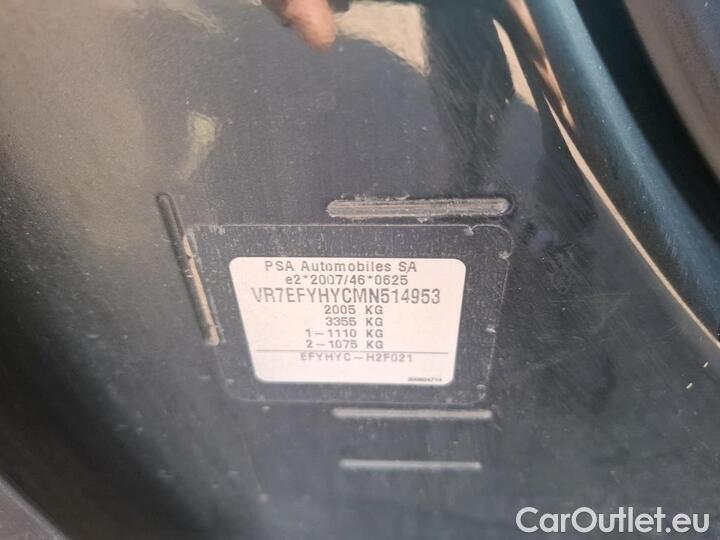 PSA Automobiles SA
e2*2007/46*0625
VR7EFYHYCMN514953
2005 KG
3355 KG
1-1110 KG
2-1075 KG
EFYHYC-H2F021
CarOutlet.eu